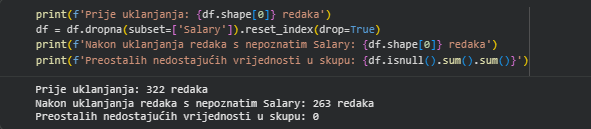 print(f'Prije uklanjanja: {df.shape[0]} redaka')
df = df.dropna(subset=['Salary']).reset_index(drop=True)
print(f'Nakon uklanjanja redaka s nepoznatim Salary: {df.shape[0]} redaka')
print(f'Preostalih nedostajućih vrijednosti u skupu: {df.isnull().sum().sum()}')
Prije uklanjanja: 322 redaka
Nakon uklanjanja redaka s nepoznatim Salary: 263 redaka
Preostalih nedostajućih vrijednosti u skupu: 0